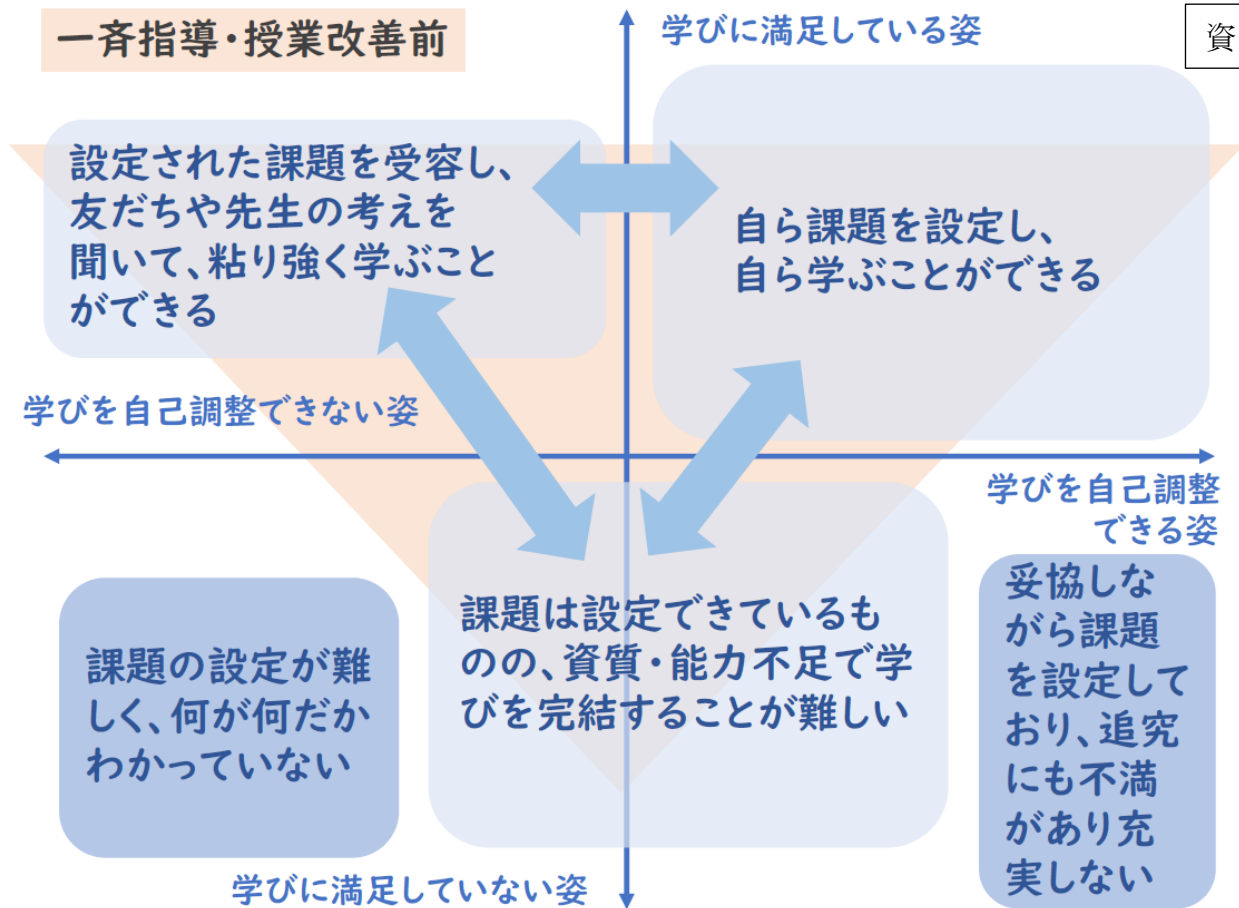 一斉指導・授業改善前
学びに満足している姿
資
設定された課題を受容し、
友だちや先生の考えを
聞いて、粘り強く学ぶこと
ができる
自ら課題を設定し、
自ら学ぶことができる
学びを自己調整できない姿
学びを自己調整
できる姿
課題の設定が難
しく、何が何だか
わかっていない
課題は設定できているも
のの、資質・能力不足で学
びを完結することが難しい
妥協しな
がら課題
を設定して
おり、追究
にも不満
があり充
実しない
学びに満足していない姿